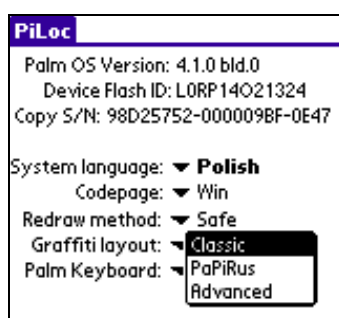 PiLoc
Palm OS Version: 4.1.0 bld.0
Device Flash ID: L0RP14O21324
Copy S/N: 98D25752-000009BF-0E47
System language: Polish
Codepage: Win
Redraw method: Safe
Graffiti layout: Classic
Palm Keyboard: PaPiRus
Advanced